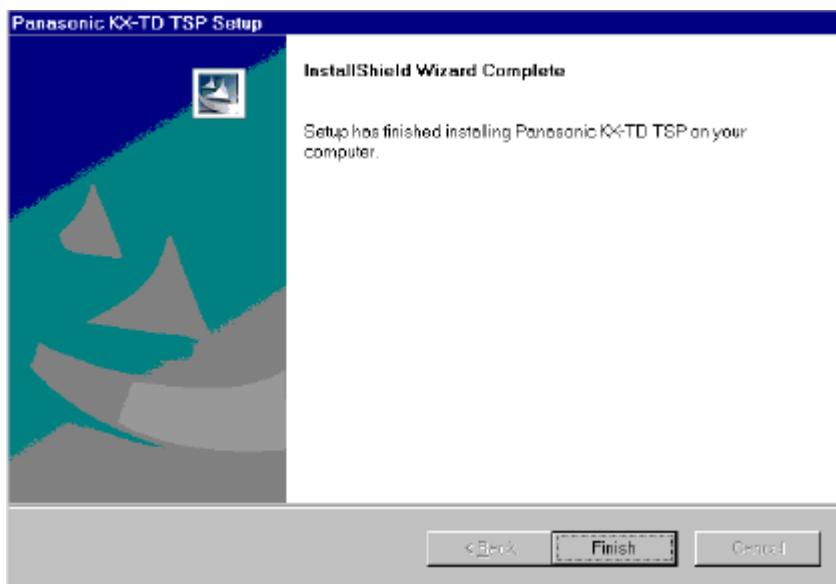 Panasonic KX-TD TSP Setup
InstallShield Wizard Complete
Setup has finished installing Panasonic KX-TD TSP on your
computer.
< Back
Finish
Cancel